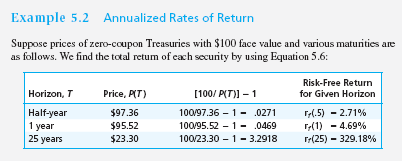 Example 5.2 Annualized Rates of Return
Suppose prices of zero-coupon Treasuries with $100 face value and various maturities are
as follows. We find the total return of each security by using Equation 5.6:
Risk-Free Return
Horizon, T Price, P(T) [100/P(T)] – 1 for Given Horizon
Half-year $97.36 100/97.36 – 1 = .0271 rf(.5) = 2.71%
1 year $95.52 100/95.52 – 1 = .0469 rf(1) = 4.69%
25 years $23.30 100/23.30 – 1 = 3.2918 rf(25) = 329.18%